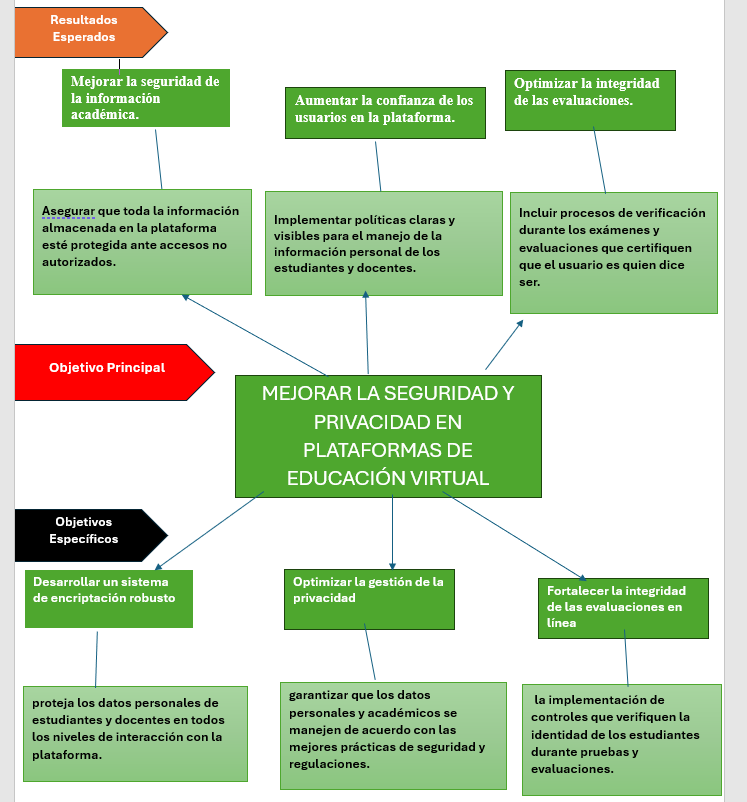 Resultados
Esperados
Mejorar la seguridad de
la información
académica.
Aumentar la confianza de los
usuarios en la plataforma.
Optimizar la integridad
de las evaluaciones.
Asegurar que toda la información
almacenada en la plataforma
esté protegida ante accesos no
autorizados.
Implementar políticas claras y
visibles para el manejo de la
información personal de los
estudiantes y docentes.
Incluir procesos de verificación
durante los exámenes y
evaluaciones que certifiquen
que el usuario es quien dice
ser.
Objetivo Principal
MEJORAR LA SEGURIDAD Y
PRIVACIDAD EN
PLATAFORMAS DE
EDUCACIÓN VIRTUAL
Objetivos
Específicos
Desarrollar un sistema
de encriptación robusto
Optimizar la gestión de la
privacidad
Fortalecer la integridad
de las evaluaciones en
línea
proteja los datos personales de
estudiantes y docentes en todos
los niveles de interacción con la
plataforma.
garantizar que los datos
personales y académicos se
manejen de acuerdo con las
mejores prácticas de seguridad y
regulaciones.
la implementación de
controles que verifiquen la
identidad de los estudiantes
durante pruebas y
evaluaciones.